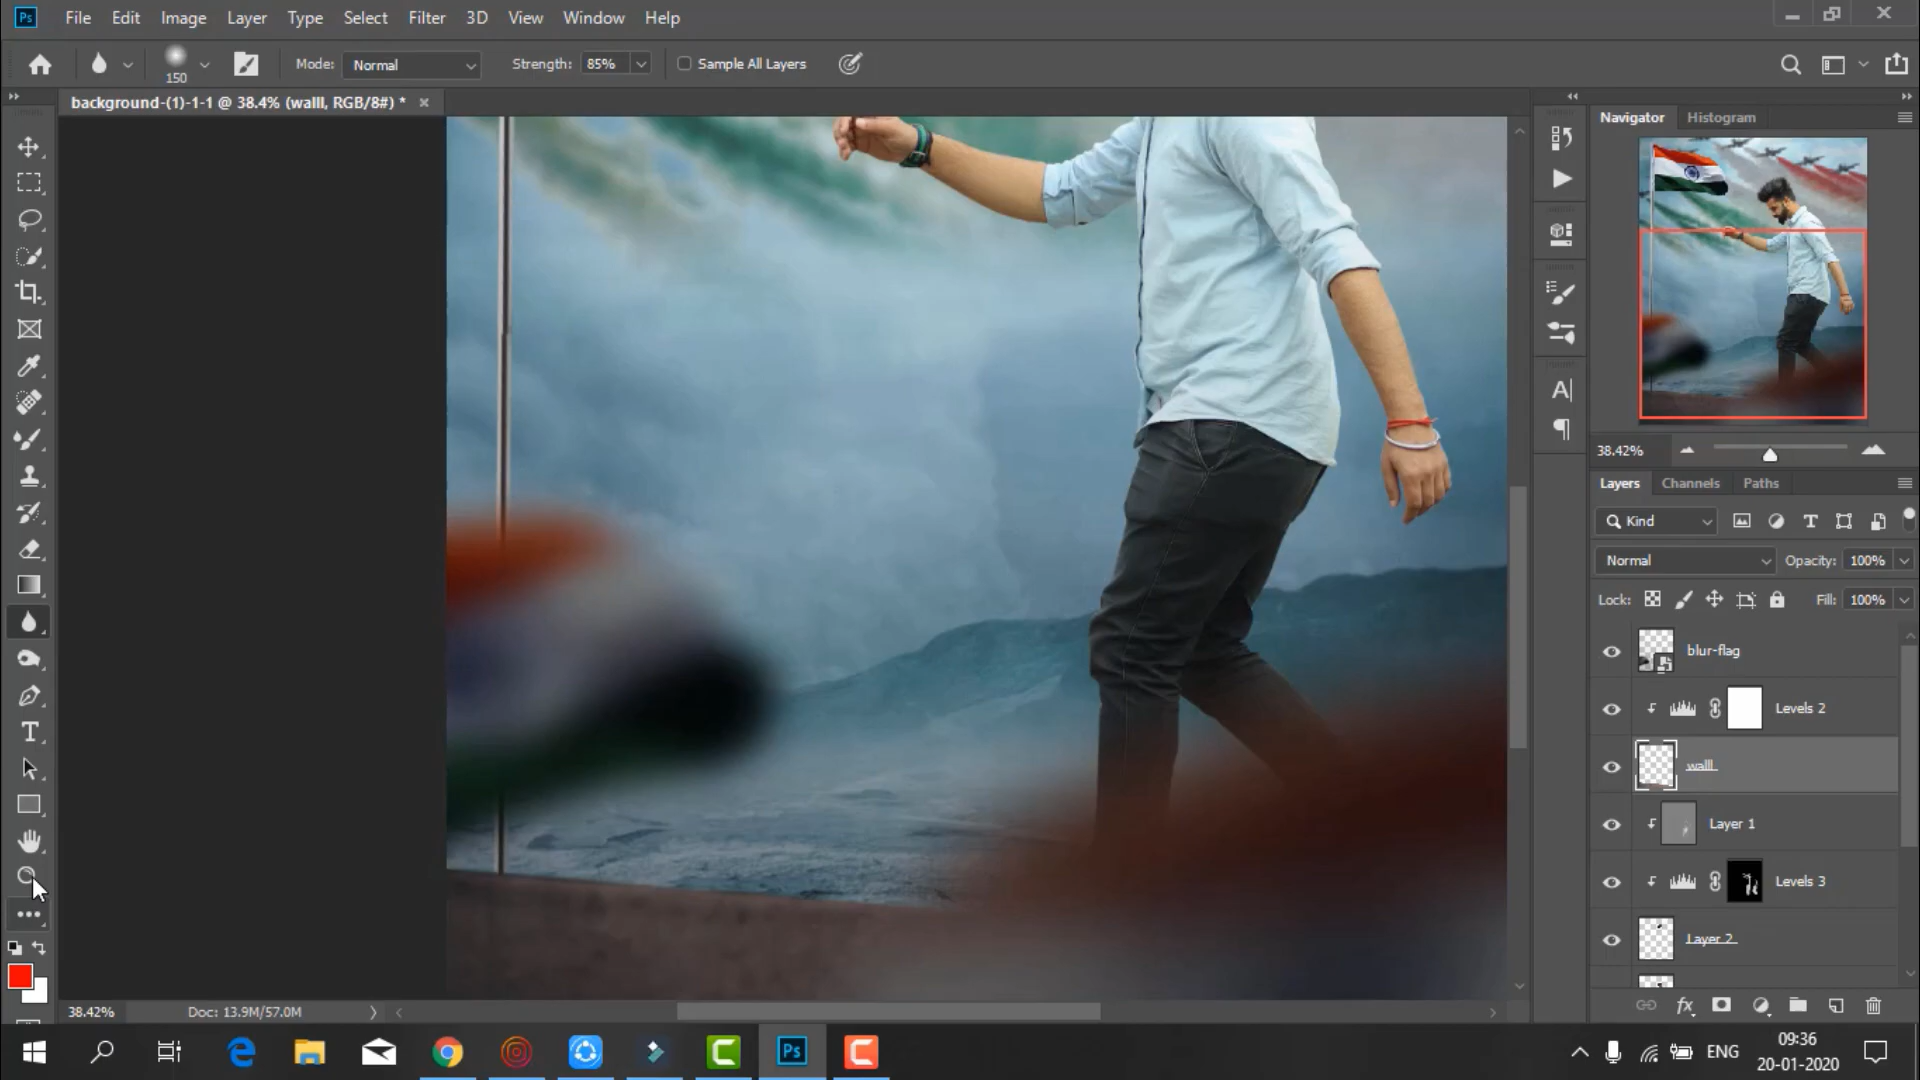 Ps File Edit Image Layer Type Select Filter 3D View Window Help
150 Mode: Normal Strength: 85% Sample All Layers
background-(1)-1-1 @ 38.4% (walll, RGB/8#) *
Navigator Histogram
38.42%
Layers Channels Paths
Kind
Normal Opacity: 100%
Lock: Fill: 100%
blur-flag
Levels 2
walll
Layer 1
Levels 3
Layer 2
38.42% Doc: 13.9M/57.0M
ENG
09:36
20-01-2020